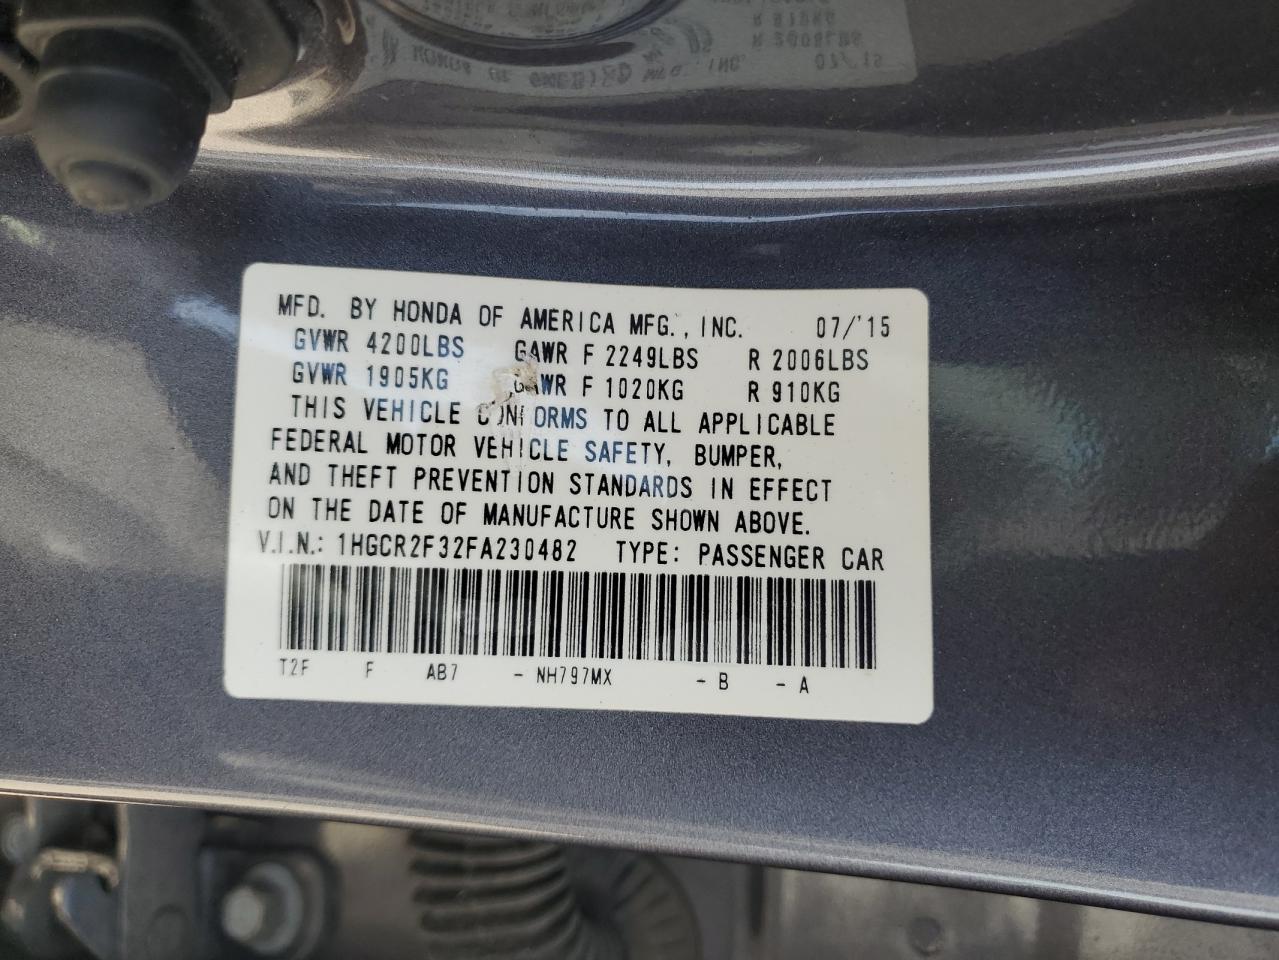 MFD. BY HONDA OF AMERICA MFG., INC. 07/'15
GVWR 4200LBS GAWR F 2249LBS R 2006LBS
GVWR 1905KG GAWR F 1020KG R 910KG
THIS VEHICLE CONFORMS TO ALL APPLICABLE
FEDERAL MOTOR VEHICLE SAFETY, BUMPER,
AND THEFT PREVENTION STANDARDS IN EFFECT
ON THE DATE OF MANUFACTURE SHOWN ABOVE.
V.I.N.: 1HGCR2F32FA230482 TYPE: PASSENGER CAR
T2F F AB7 - NH797MX - B - A